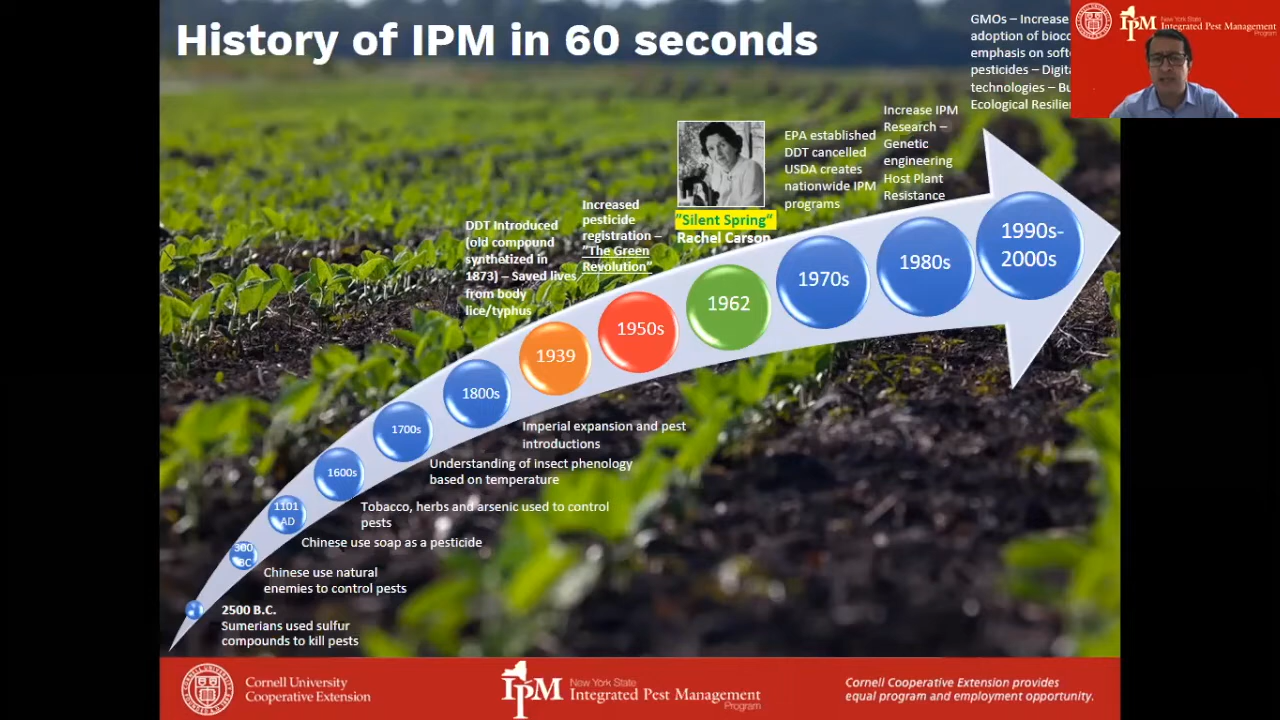 History of IPM in 60 seconds
GMOs – Increase
adoption of
emphasis on
pesticides –
technologies –
Ecological
New York State
IPM Integrated Pest Management
Program
Increase IPM
Research –
Genetic
engineering
Host Plant
Resistance
EPA established
DDT cancelled
USDA creates
nationwide IPM
programs
"Silent Spring"
Rachel Carson
Increased
pesticide
registration –
"The Green
Revolution"
DDT Introduced
(old compound
synthetized in
1873) – Saved lives
from body
lice/typhus
1990s-
2000s
1980s
1970s
1962
1950s
1939
1800s
1700s
1600s
1101
AD
300
BC
Imperial expansion and pest
introductions
Understanding of insect phenology
based on temperature
Tobacco, herbs and arsenic used to control
pests
Chinese use soap as a pesticide
Chinese use natural
enemies to control pests
2500 B.C.
Sumerians used sulfur
compounds to kill pests
Cornell University
Cooperative Extension
New York State
IPM Integrated Pest Management
Program
Cornell Cooperative Extension provides
equal program and employment opportunity.